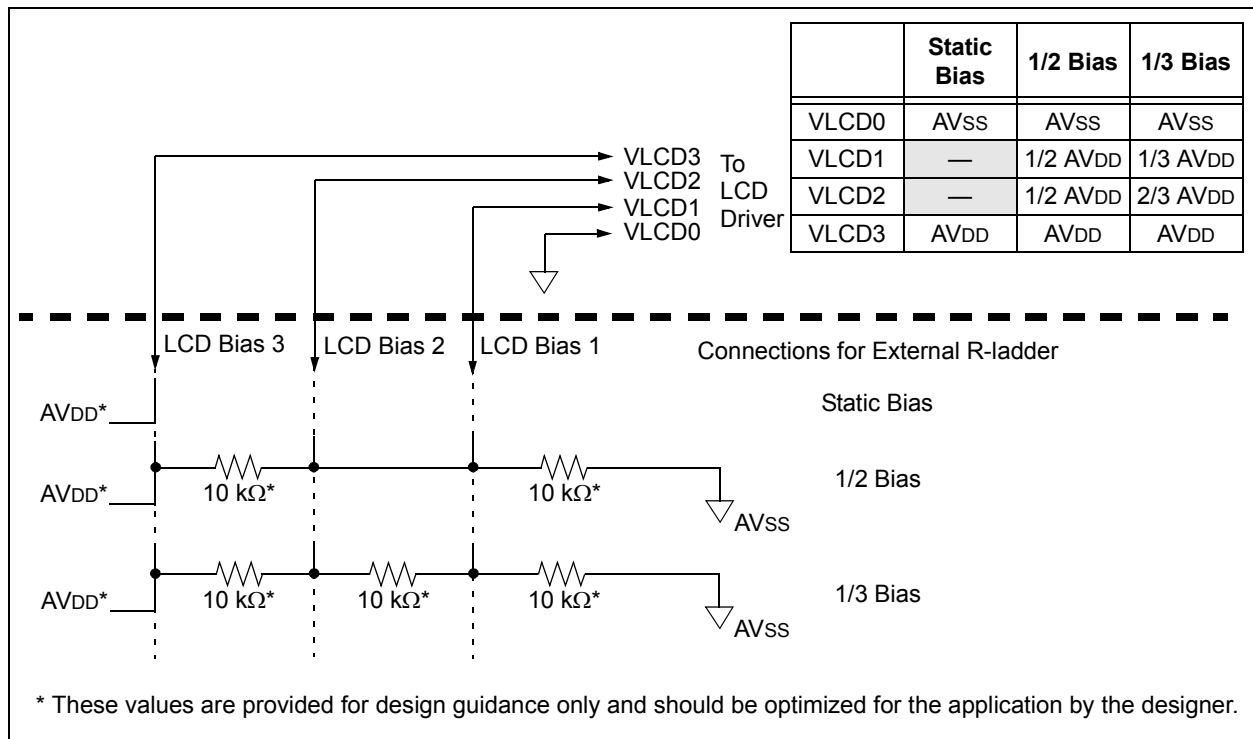 Static Bias | 1/2 Bias | 1/3 Bias
VLCD0 | AVSS | AVSS | AVSS
VLCD1 | — | 1/2 AVDD | 1/3 AVDD
VLCD2 | — | 1/2 AVDD | 2/3 AVDD
VLCD3 | AVDD | AVDD | AVDD
VLCD3
VLCD2
VLCD1
VLCD0
To
LCD
Driver
LCD Bias 3
LCD Bias 2
LCD Bias 1
Connections for External R-ladder
AVDD*
Static Bias
AVDD*
10 kΩ*
10 kΩ*
AVSS
1/2 Bias
AVDD*
10 kΩ*
10 kΩ*
10 kΩ*
AVSS
1/3 Bias
* These values are provided for design guidance only and should be optimized for the application by the designer.